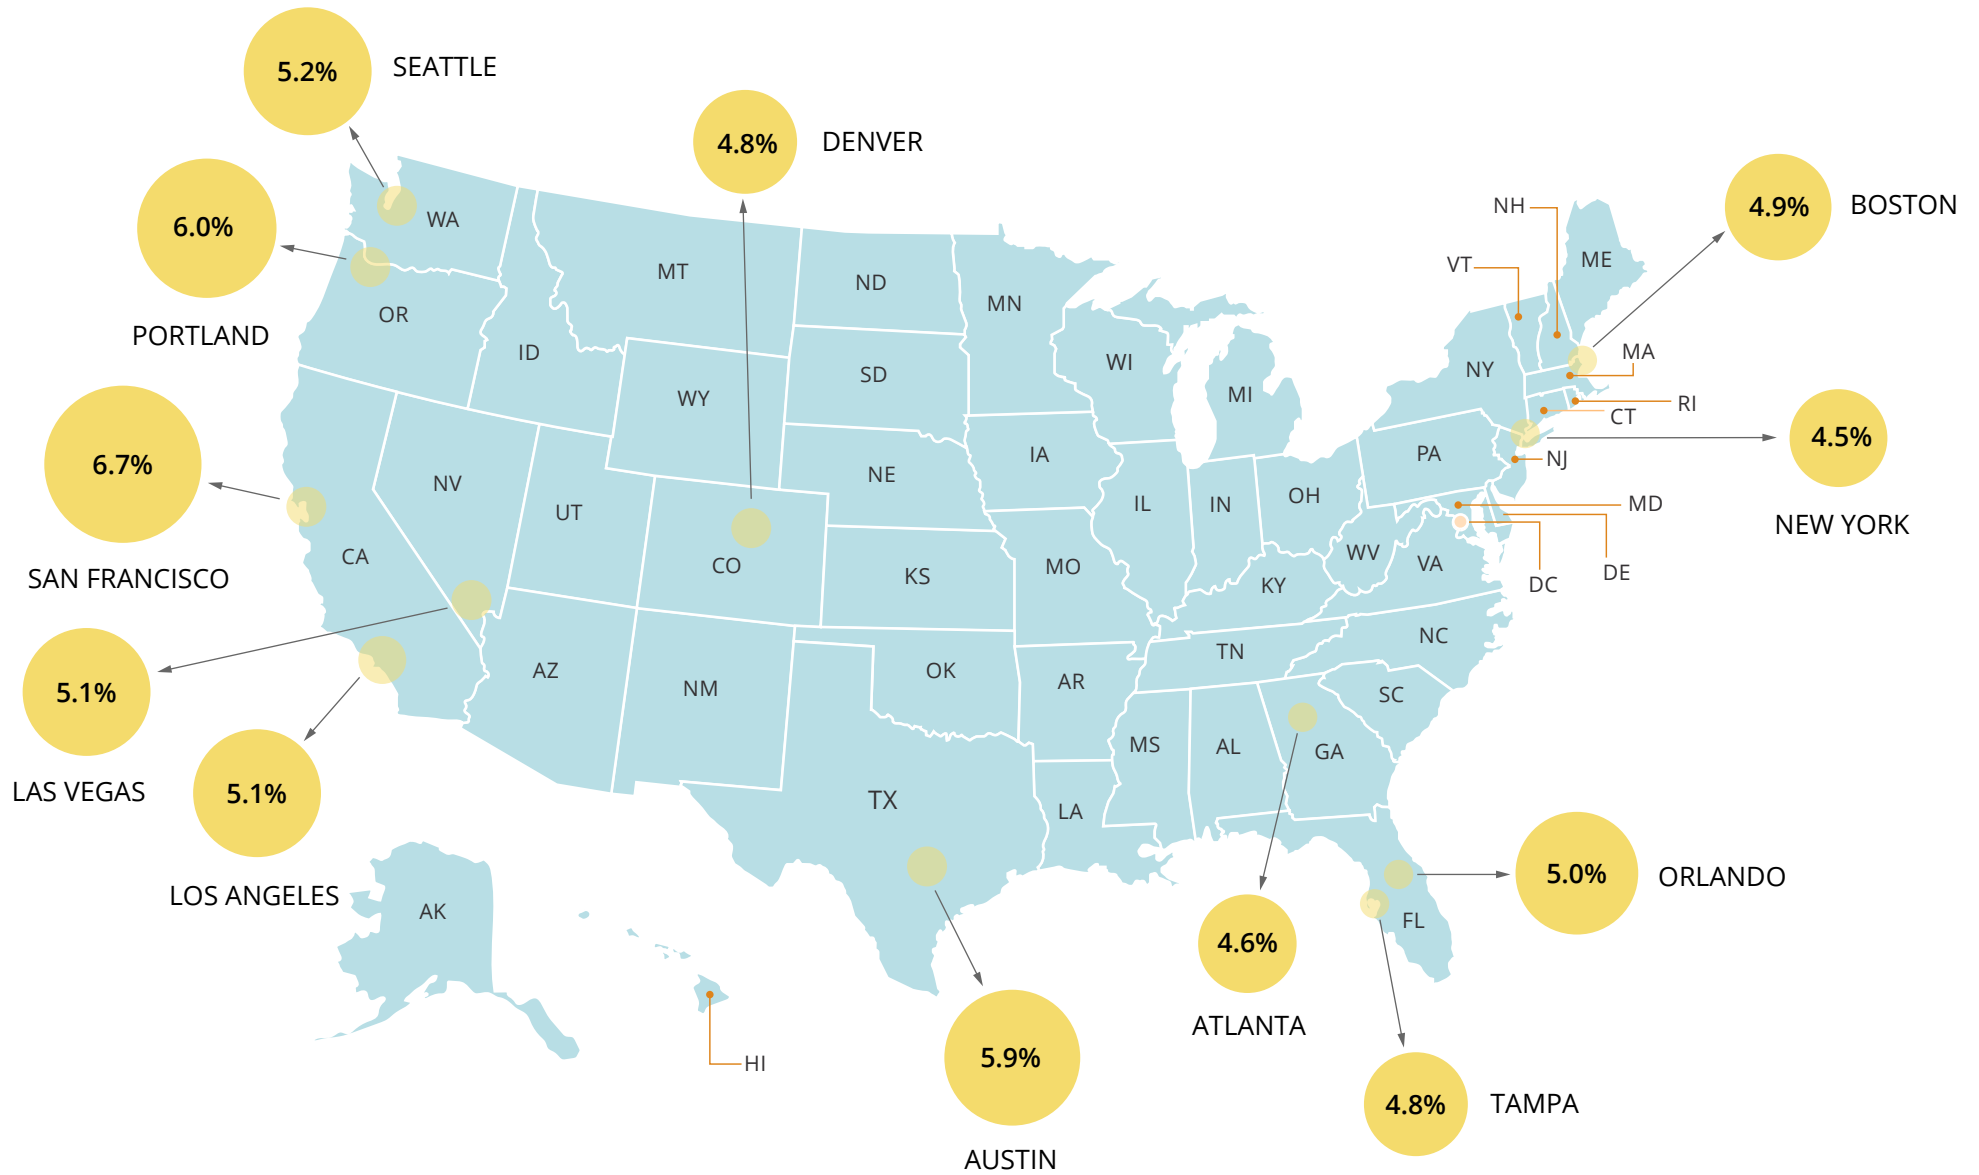 5.2%
SEATTLE
4.8%
DENVER
6.0%
PORTLAND
4.9%
BOSTON
NH
VT
ME
WA
MT
ND
MN
OR
ID
WY
SD
WI
MI
NY
MA
RI
CT
4.5%
NEW YORK
6.7%
SAN FRANCISCO
NV
UT
CO
NE
IA
IL
IN
OH
PA
NJ
MD
DE
DC
CA
KS
MO
KY
WV
VA
5.1%
LAS VEGAS
5.1%
LOS ANGELES
AZ
NM
OK
AR
TN
NC
SC
MS
AL
GA
TX
LA
5.0%
ORLANDO
FL
AK
HI
4.6%
ATLANTA
5.9%
AUSTIN
4.8%
TAMPA